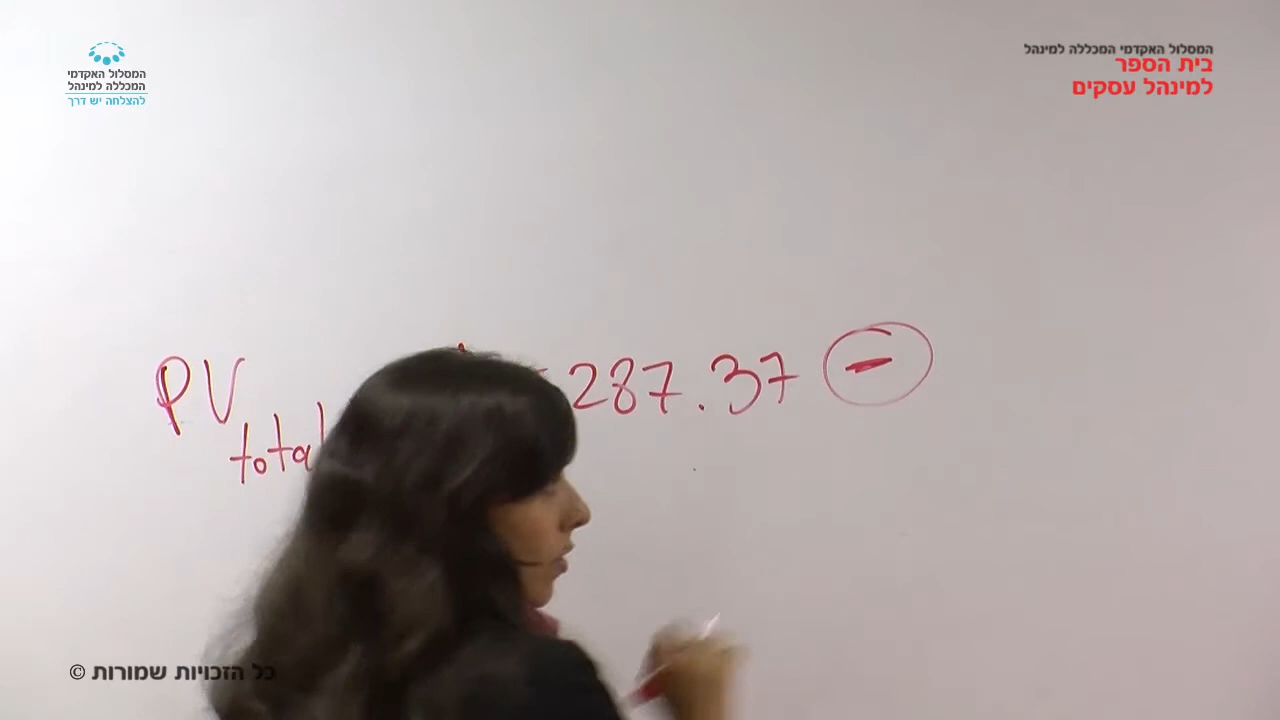 המסלול האקדמי
המכללה למינהל
להצלחה יש דרך
המסלול האקדמי המכללה למינהל
בית הספר
למינהל עסקים
PV 287.37 -
total
© כל הזכויות שמורות